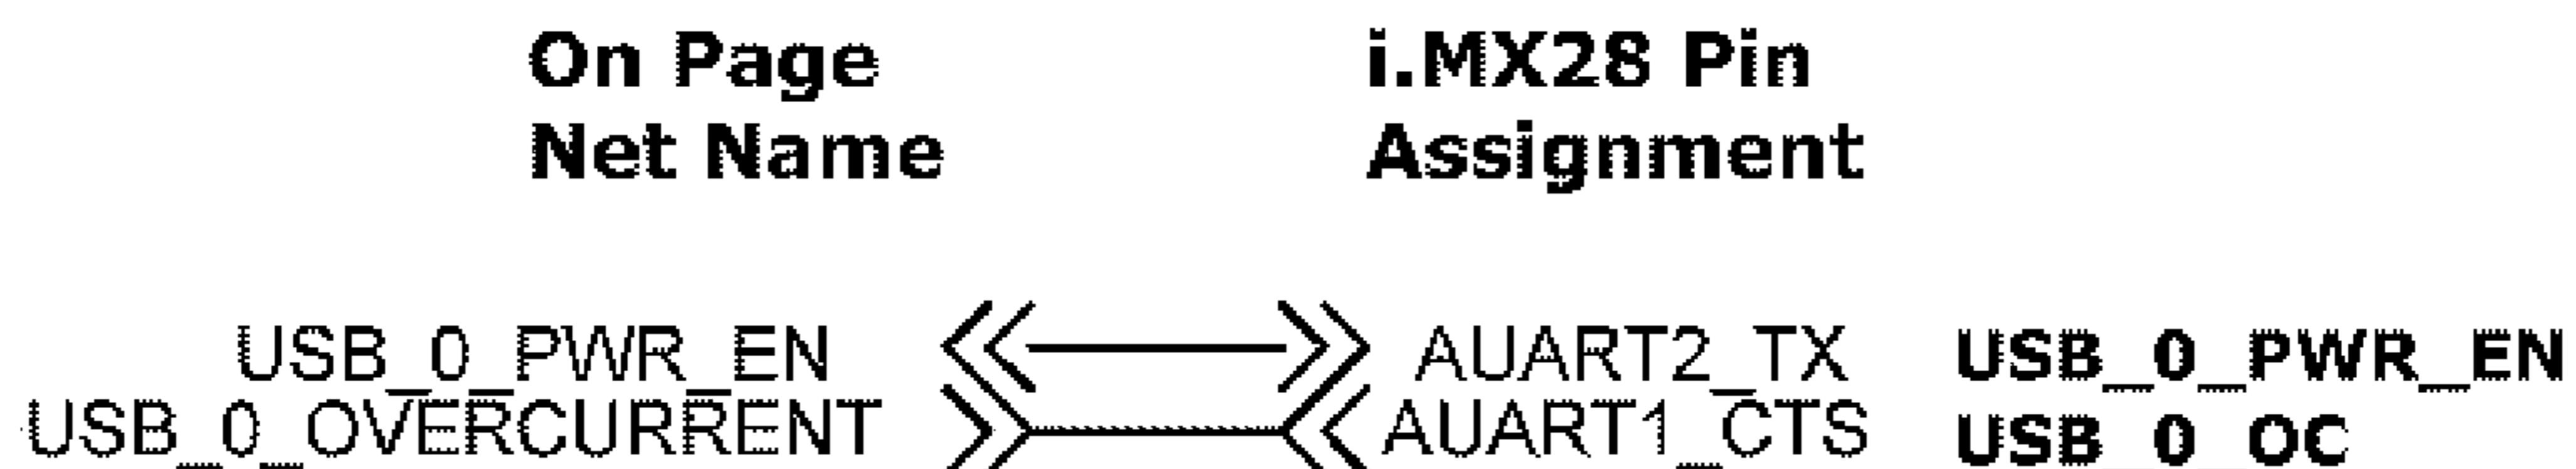 On Page i.MX28 Pin
Net Name Assignment
USB_0_PWR_EN AUART2_TX USB_0_PWR_EN
USB_0_OVERCURRENT AUART1_CTS USB_0_OC